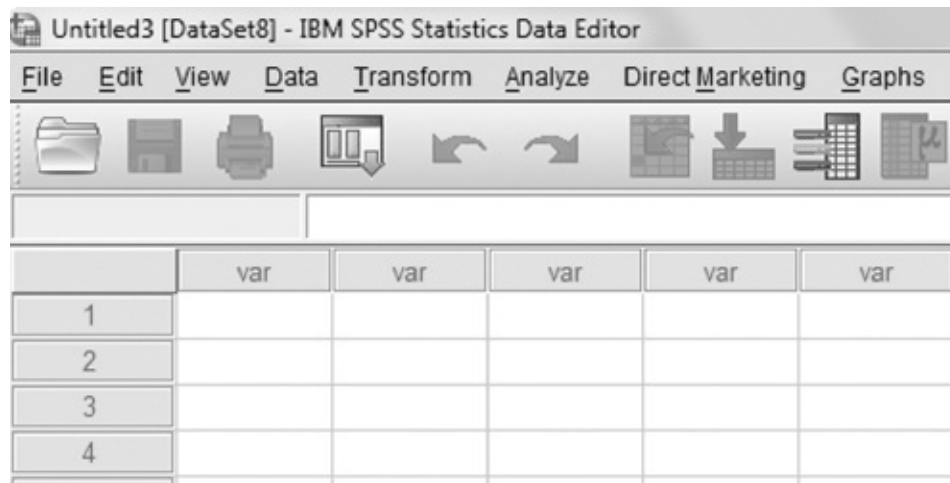 Untitled3 [DataSet8] - IBM SPSS Statistics Data Editor
File Edit View Data Transform Analyze Direct Marketing Graphs
μ
var var var var var
1
2
3
4